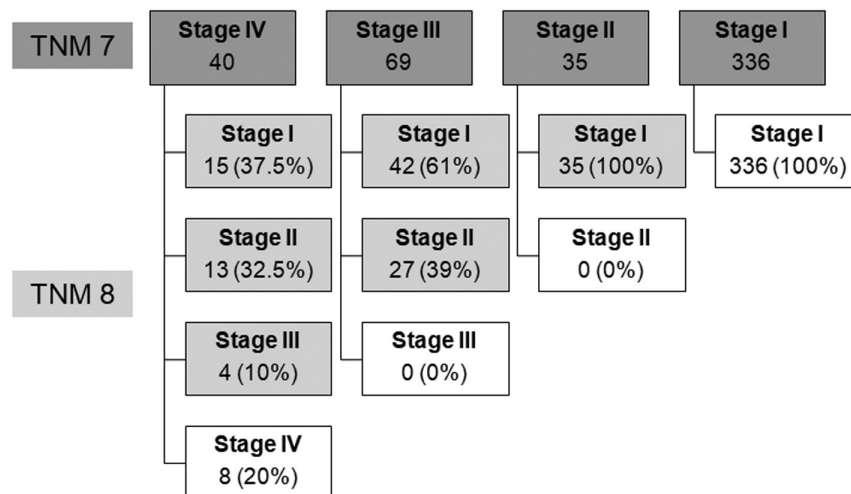 TNM 7
Stage IV
40
Stage III
69
Stage II
35
Stage I
336
Stage I
15 (37.5%)
Stage I
42 (61%)
Stage I
35 (100%)
Stage I
336 (100%)
Stage II
13 (32.5%)
Stage II
27 (39%)
Stage II
0 (0%)
TNM 8
Stage III
4 (10%)
Stage III
0 (0%)
Stage IV
8 (20%)